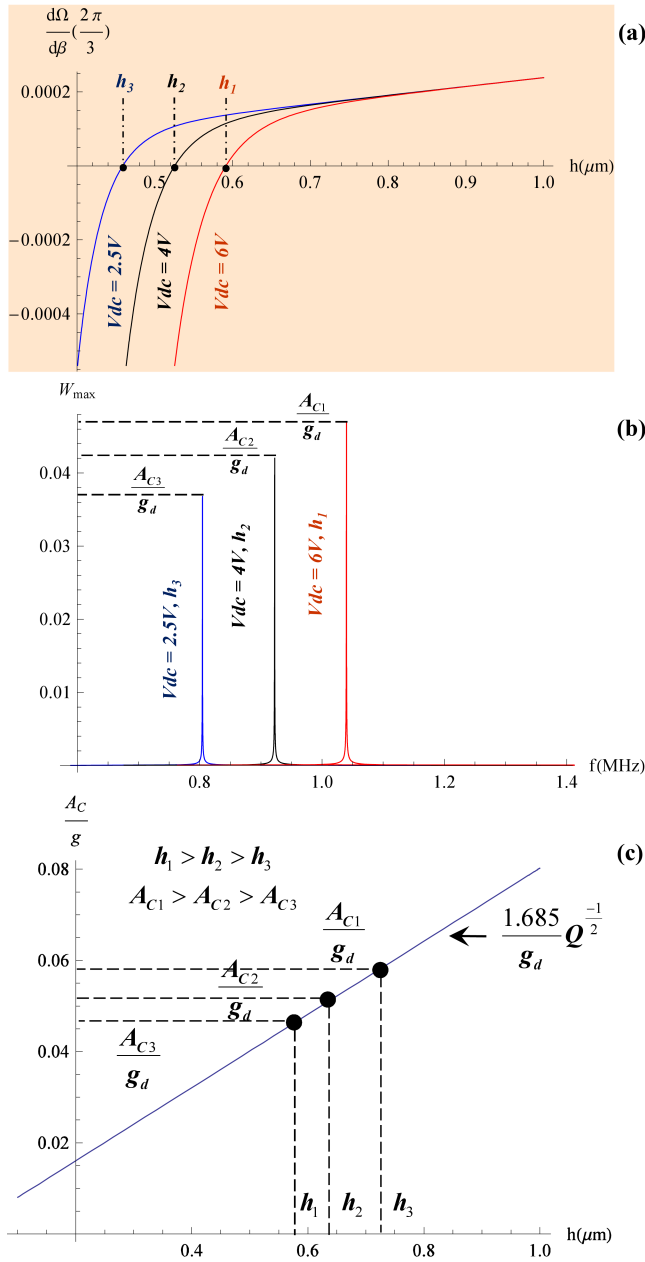 dΩ/dβ(2π/3)
(a)
0.0002
h3 h2 h1
0.5 0.6 0.7 0.8 0.9 1.0 h(μm)
−0.0002
−0.0004
Vdc = 2.5V
Vdc = 4V
Vdc = 6V
Wmax
(b)
AC1/gd
AC2/gd
AC3/gd
0.04
0.03
0.02
0.01
Vdc = 2.5V, h3
Vdc = 4V, h2
Vdc = 6V, h1
0.8 1.0 1.2 1.4 f(MHz)
AC/g
(c)
0.08
h1 > h2 > h3
AC1 > AC2 > AC3
AC1/gd
1.685/gd Q^(-1/2)
0.06
AC2/gd
0.04
AC3/gd
0.02
h1 h2 h3
0.4 0.6 0.8 1.0 h(μm)